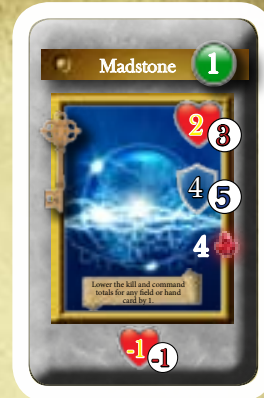 Madstone 1
2 3
4 5
4
Lower the kill and command
totals for any field or hand
card by 1.
-1 -1